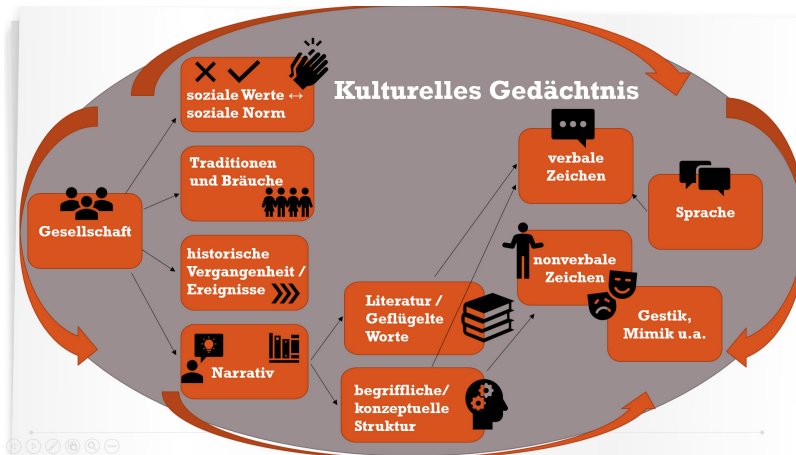 Kulturelles Gedächtnis
soziale Werte ↔
soziale Norm
Traditionen
und Bräuche
Gesellschaft
historische
Vergangenheit /
Ereignisse
Narrativ
Literatur /
Geflügelte
Worte
begriffliche/
konzeptuelle
Struktur
verbale
Zeichen
Sprache
nonverbale
Zeichen
Gestik,
Mimik u.a.